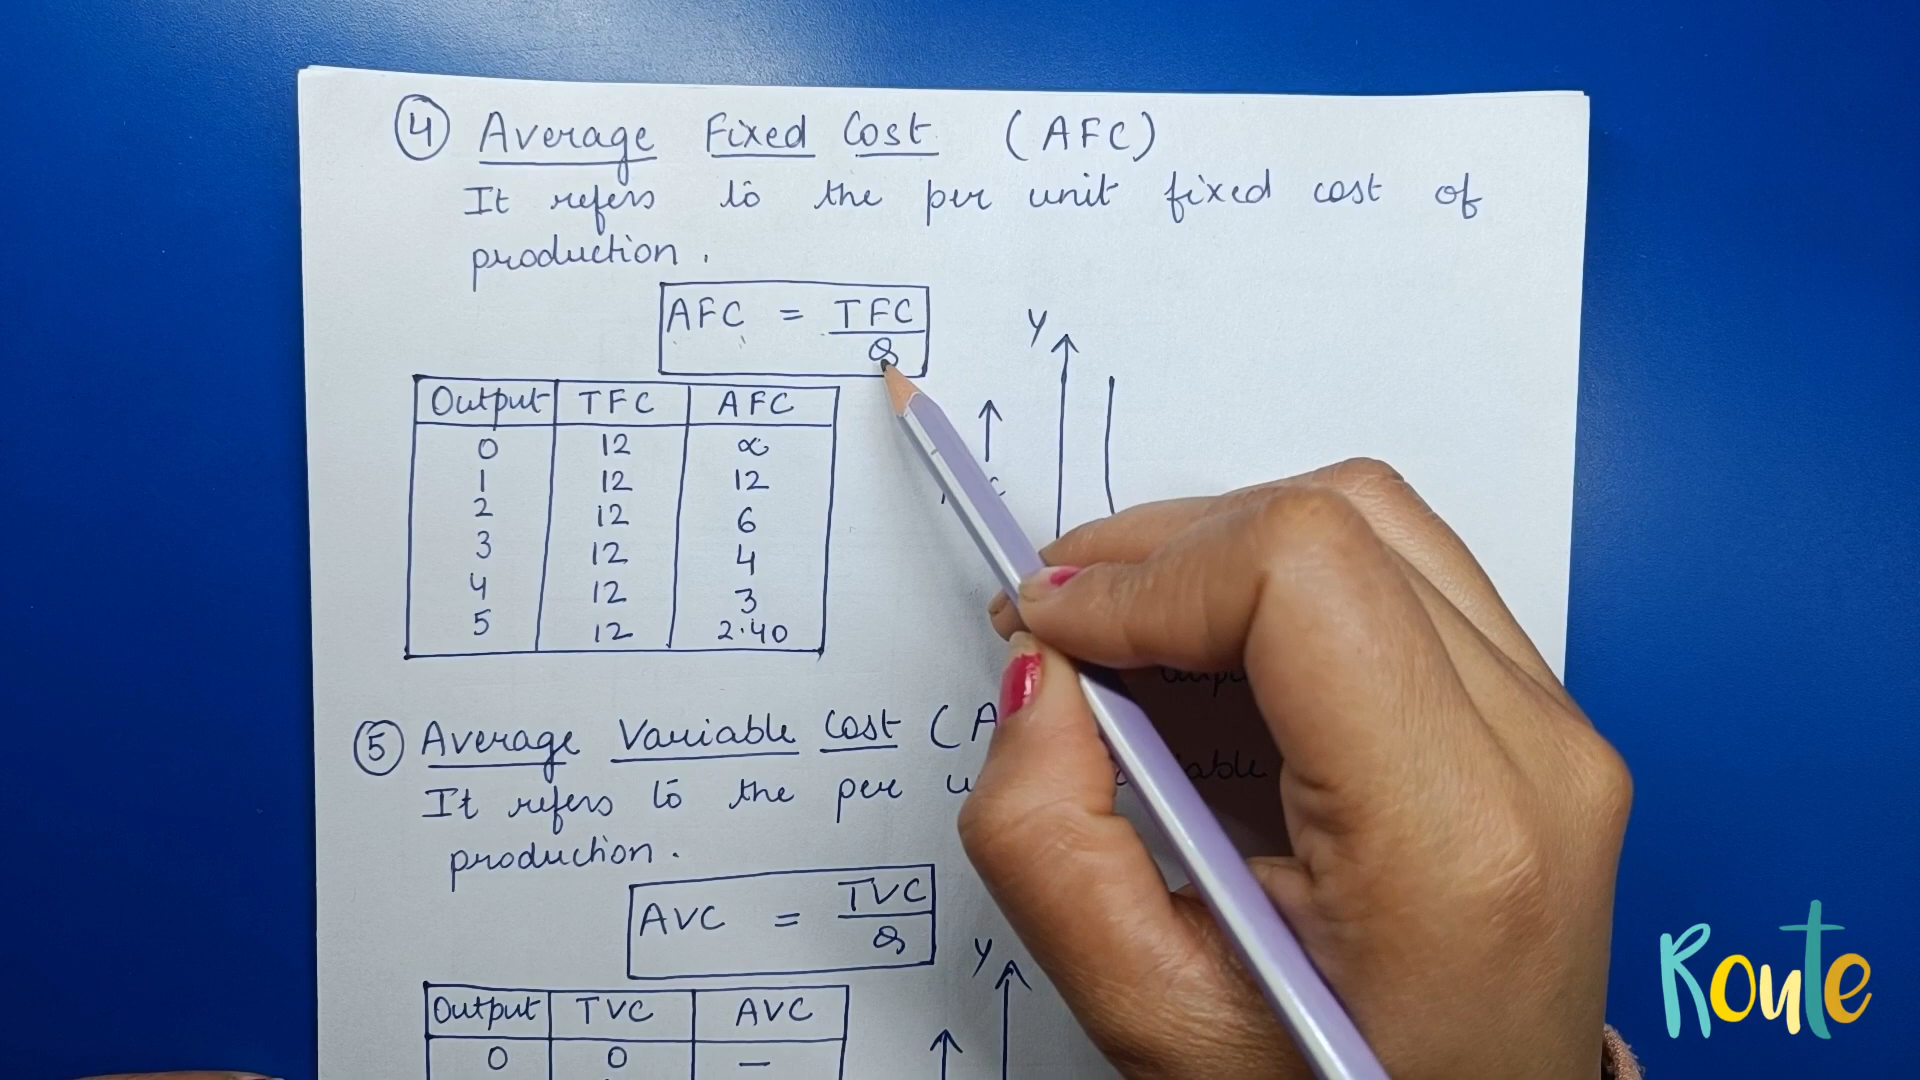 4 Average Fixed Cost (AFC)
It refers to the per unit fixed cost of
production.
AFC = TFC
Q
Y
Output TFC AFC
0 12 ∝
1 12 12
2 12 6
3 12 4
4 12 3
5 12 2.40
5 Average Variable Cost (A
It refers to the per
production.
AVC = TVC
Q
Y
Output TVC AVC
0 0 —
Route